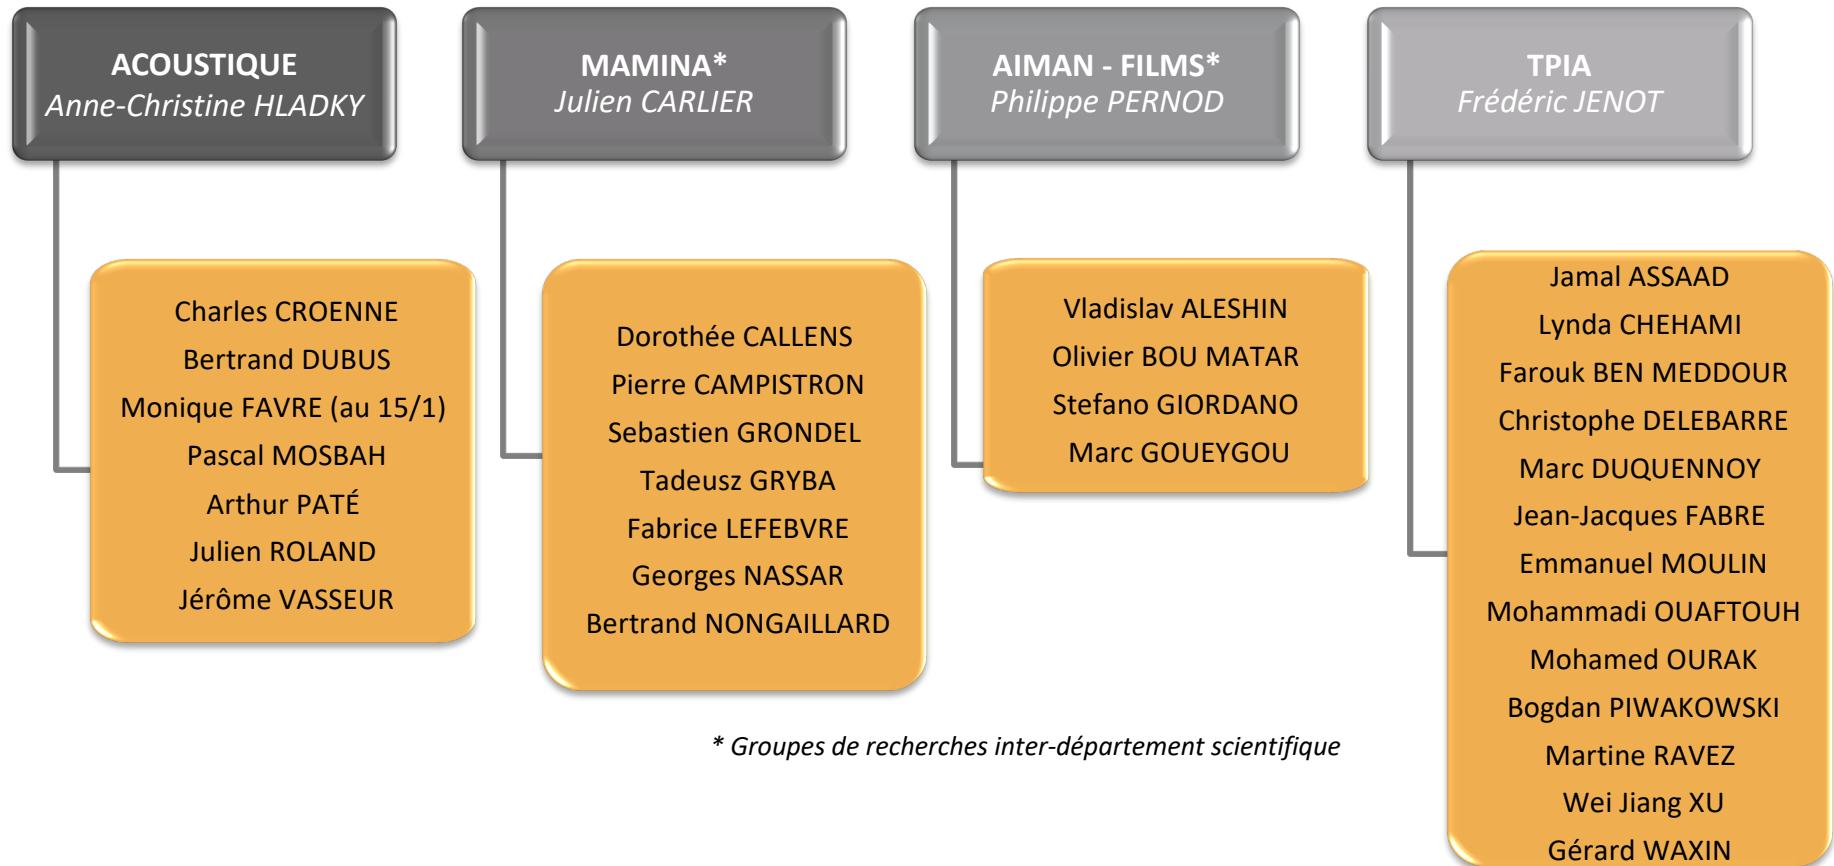 ACOUSTIQUE
Anne-Christine HLADKY
Charles CROENNE
Bertrand DUBUS
Monique FAVRE (au 15/1)
Pascal MOSBAH
Arthur PATÉ
Julien ROLAND
Jérôme VASSEUR
MAMINA*
Julien CARLIER
Dorothée CALLENS
Pierre CAMPISTRON
Sebastien GRONDEL
Tadeusz GRYBA
Fabrice LEFEBVRE
Georges NASSAR
Bertrand NONGAILLARD
AIMAN - FILMS*
Philippe PERNOD
Vladislav ALESHIN
Olivier BOU MATAR
Stefano GIORDANO
Marc GOUEYGOU
TPIA
Frédéric JENOT
Jamal ASSAAD
Lynda CHEHAMI
Farouk BEN MEDDOUR
Christophe DELEBARRE
Marc DUQUENNOY
Jean-Jacques FABRE
Emmanuel MOULIN
Mohammadi OUAFTOUH
Mohamed OURAK
Bogdan PIWAKOWSKI
Martine RAVEZ
Wei Jiang XU
Gérard WAXIN
* Groupes de recherches inter-département scientifique